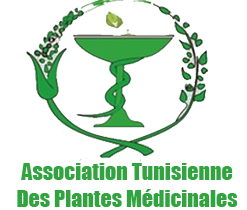 Association Tunisienne
Des Plantes Médicinales